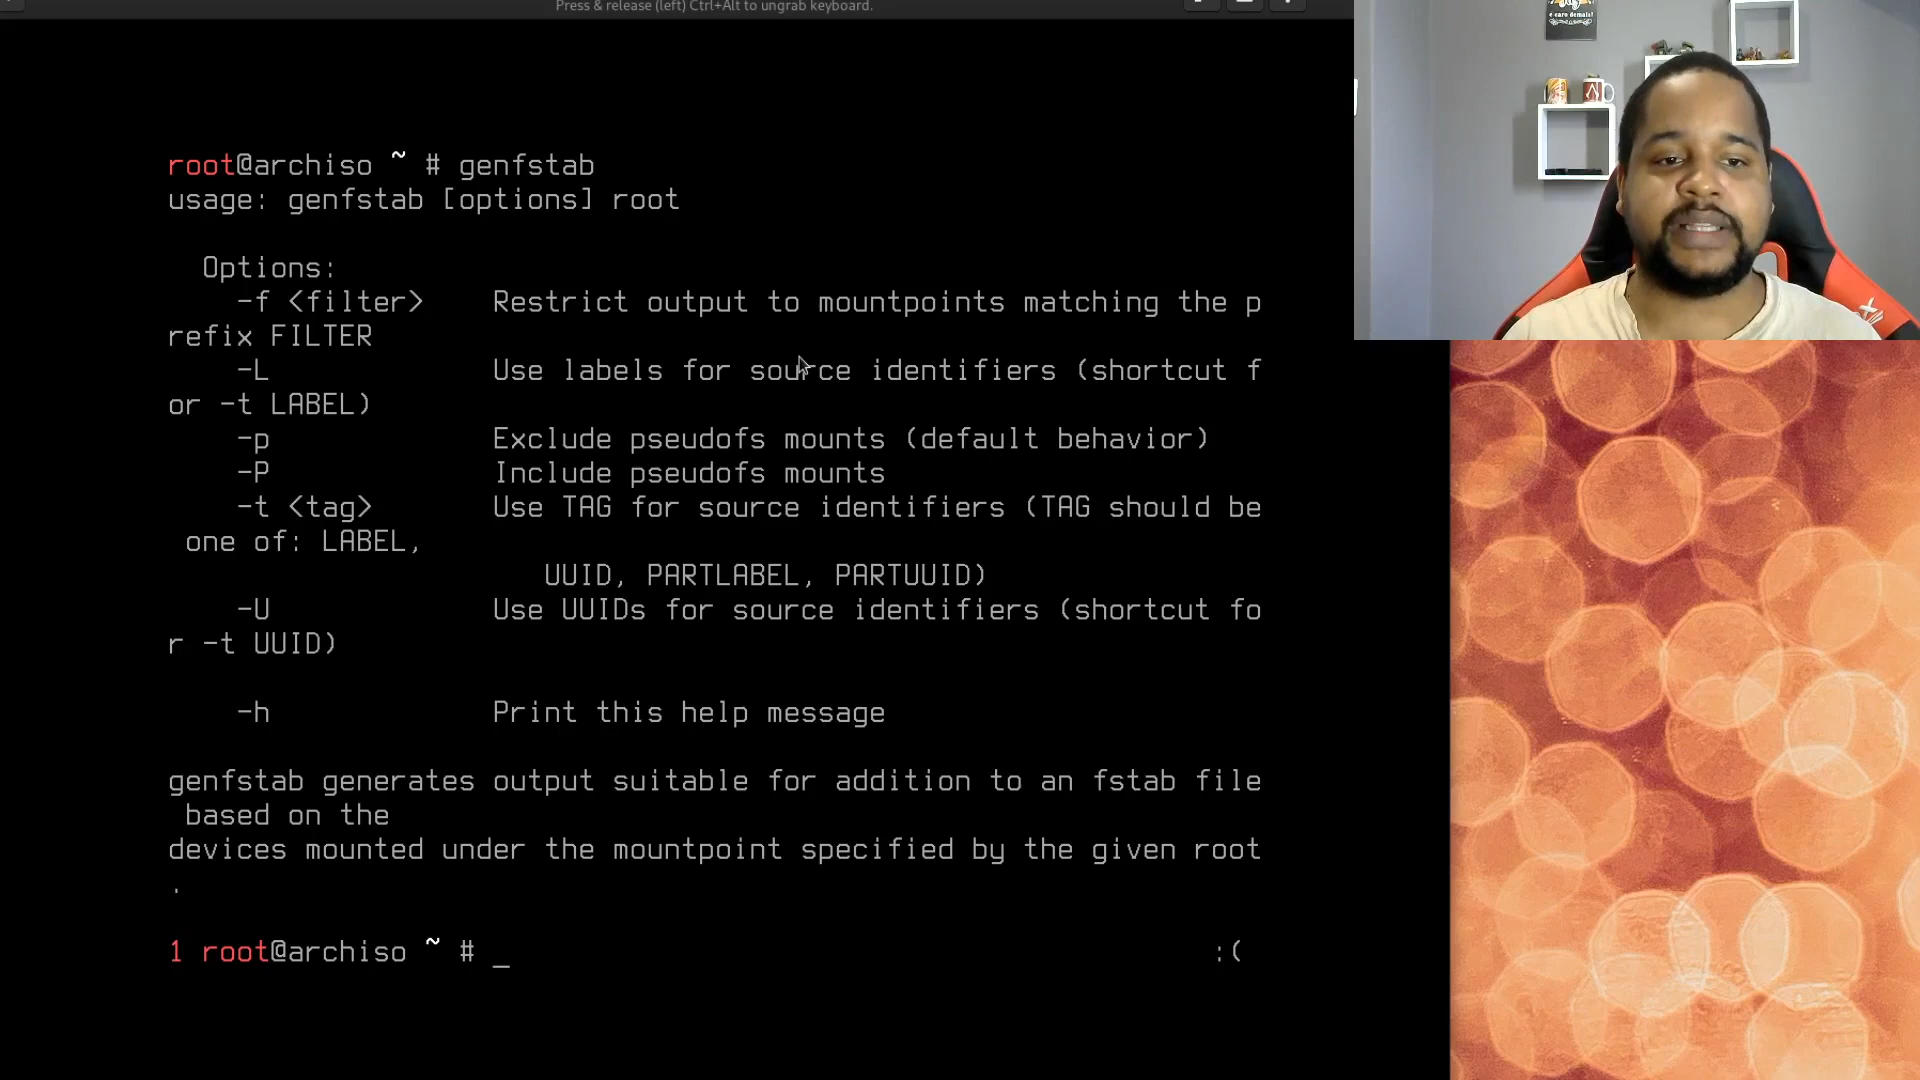 Press & release (left) Ctrl+Alt to ungrab keyboard.
é caro demais!
root@archiso ~ # genfstab
usage: genfstab [options] root
Options:
-f <filter> Restrict output to mountpoints matching the p
refix FILTER
-L Use labels for source identifiers (shortcut f
or -t LABEL)
-p Exclude pseudofs mounts (default behavior)
-P Include pseudofs mounts
-t <tag> Use TAG for source identifiers (TAG should be
one of: LABEL,
UUID, PARTLABEL, PARTUUID)
-U Use UUIDs for source identifiers (shortcut fo
r -t UUID)
-h Print this help message
genfstab generates output suitable for addition to an fstab file
based on the
devices mounted under the mountpoint specified by the given root
.
1 root@archiso ~ # _ :(